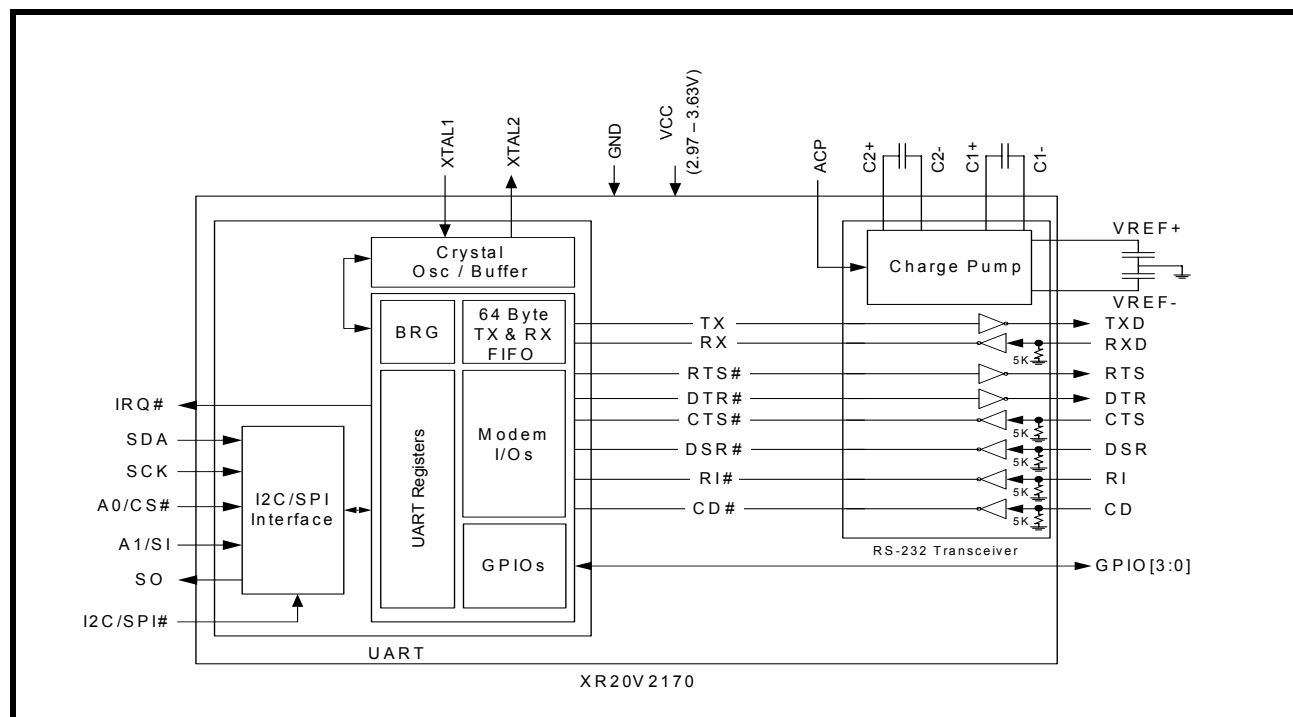 XTAL1
XTAL2
GND
VCC
(2.97 – 3.63V)
ACP
C2+
C2-
C1+
C1-
Crystal
Osc / Buffer
Charge Pump
VREF+
VREF-
BRG
64 Byte
TX & RX
FIFO
TX
TXD
RX
5K
RXD
RTS#
RTS
DTR#
DTR
IRQ#
CTS#
5K
CTS
SDA
Modem
I/Os
DSR#
5K
DSR
SCK
RI#
5K
RI
A0/CS#
I2C/SPI
Interface
UART Registers
CD#
5K
CD
A1/SI
RS-232 Transceiver
SO
GPIOs
GPIO[3:0]
I2C/SPI#
UART
XR20V2170